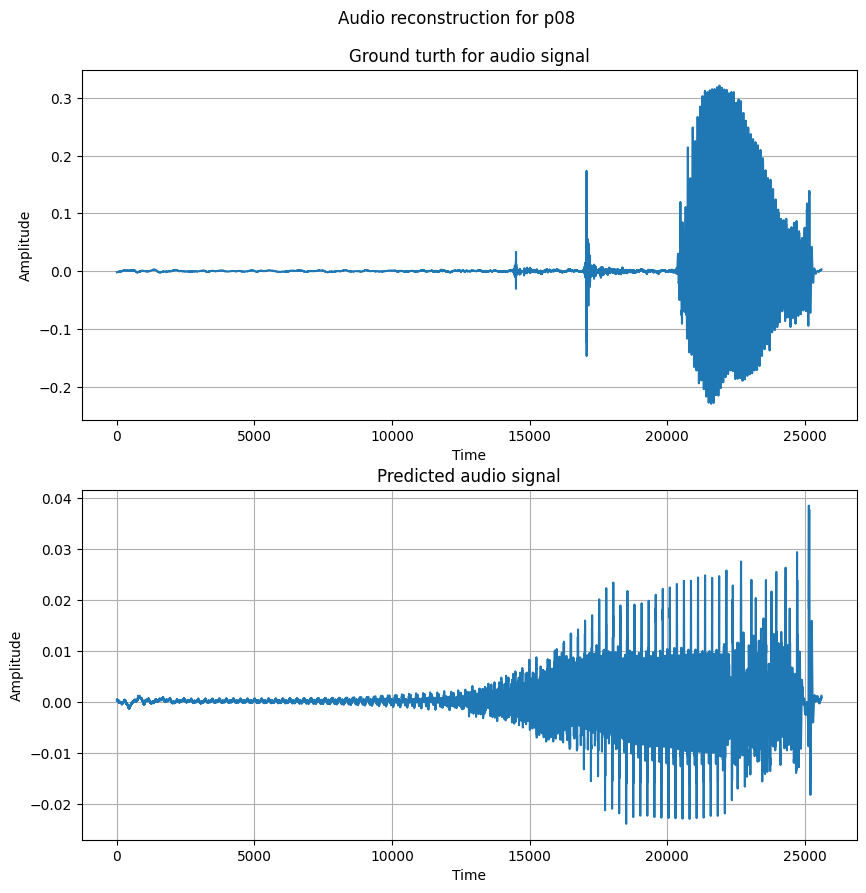 Audio reconstruction for p08
Ground turth for audio signal
0.3
0.2
0.1
0.0
−0.1
−0.2
Amplitude
0 5000 10000 15000 20000 25000
Time
Predicted audio signal
0.04
0.03
0.02
0.01
0.00
−0.01
−0.02
Amplitude
0 5000 10000 15000 20000 25000
Time